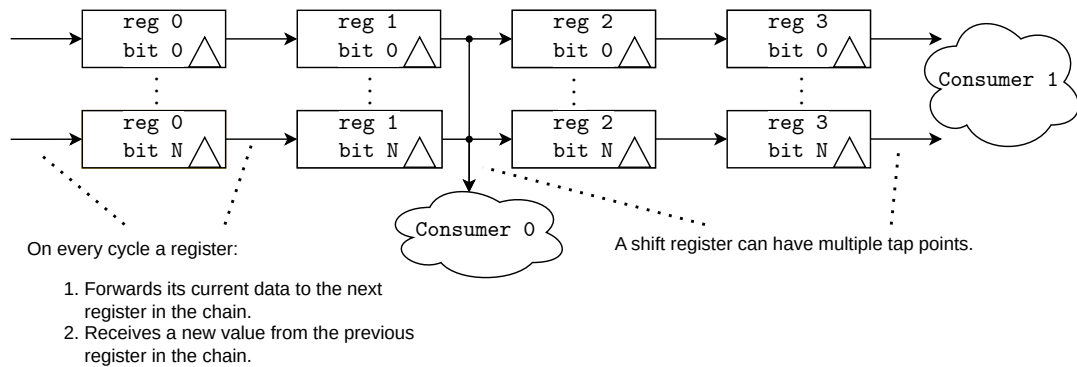 reg 0
bit 0
reg 1
bit 0
reg 2
bit 0
reg 3
bit 0
Consumer 1
reg 0
bit N
reg 1
bit N
reg 2
bit N
reg 3
bit N
Consumer 0
On every cycle a register:
A shift register can have multiple tap points.
1. Forwards its current data to the next
register in the chain.
2. Receives a new value from the previous
register in the chain.